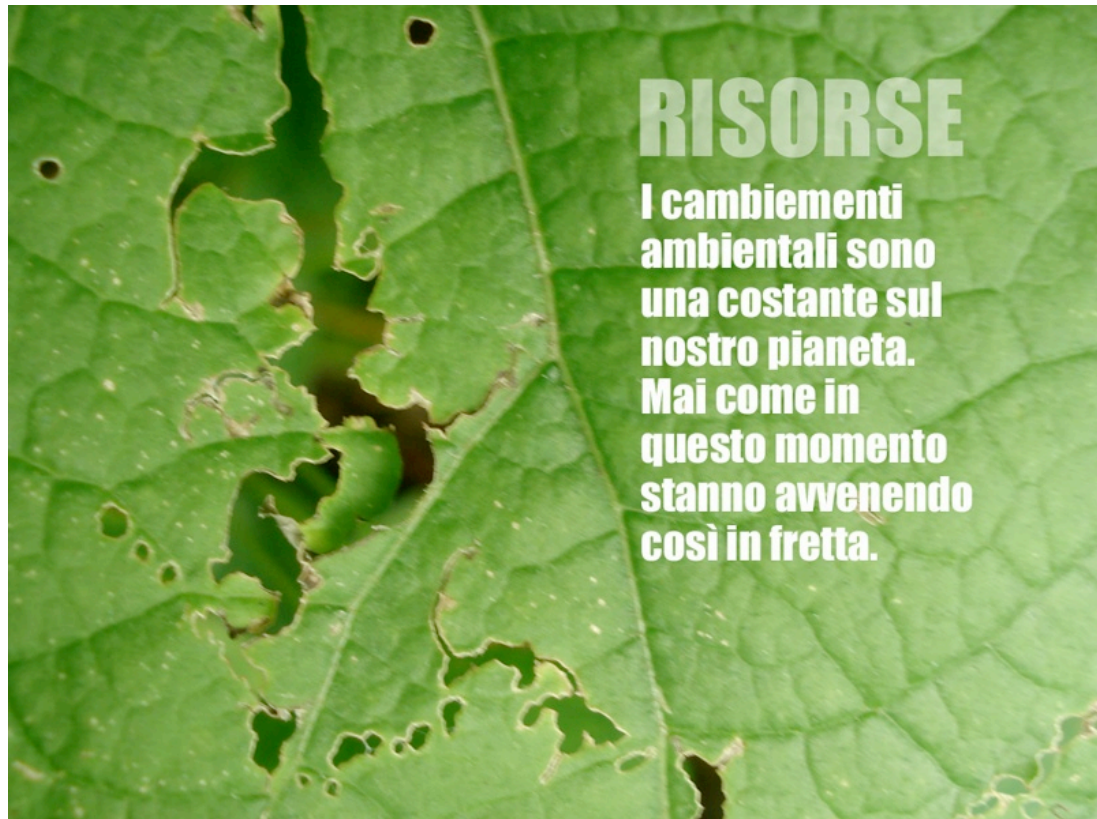 RISORSE
I cambiementi
ambientali sono
una costante sul
nostro pianeta.
Mai come in
questo momento
stanno avvenendo
così in fretta.